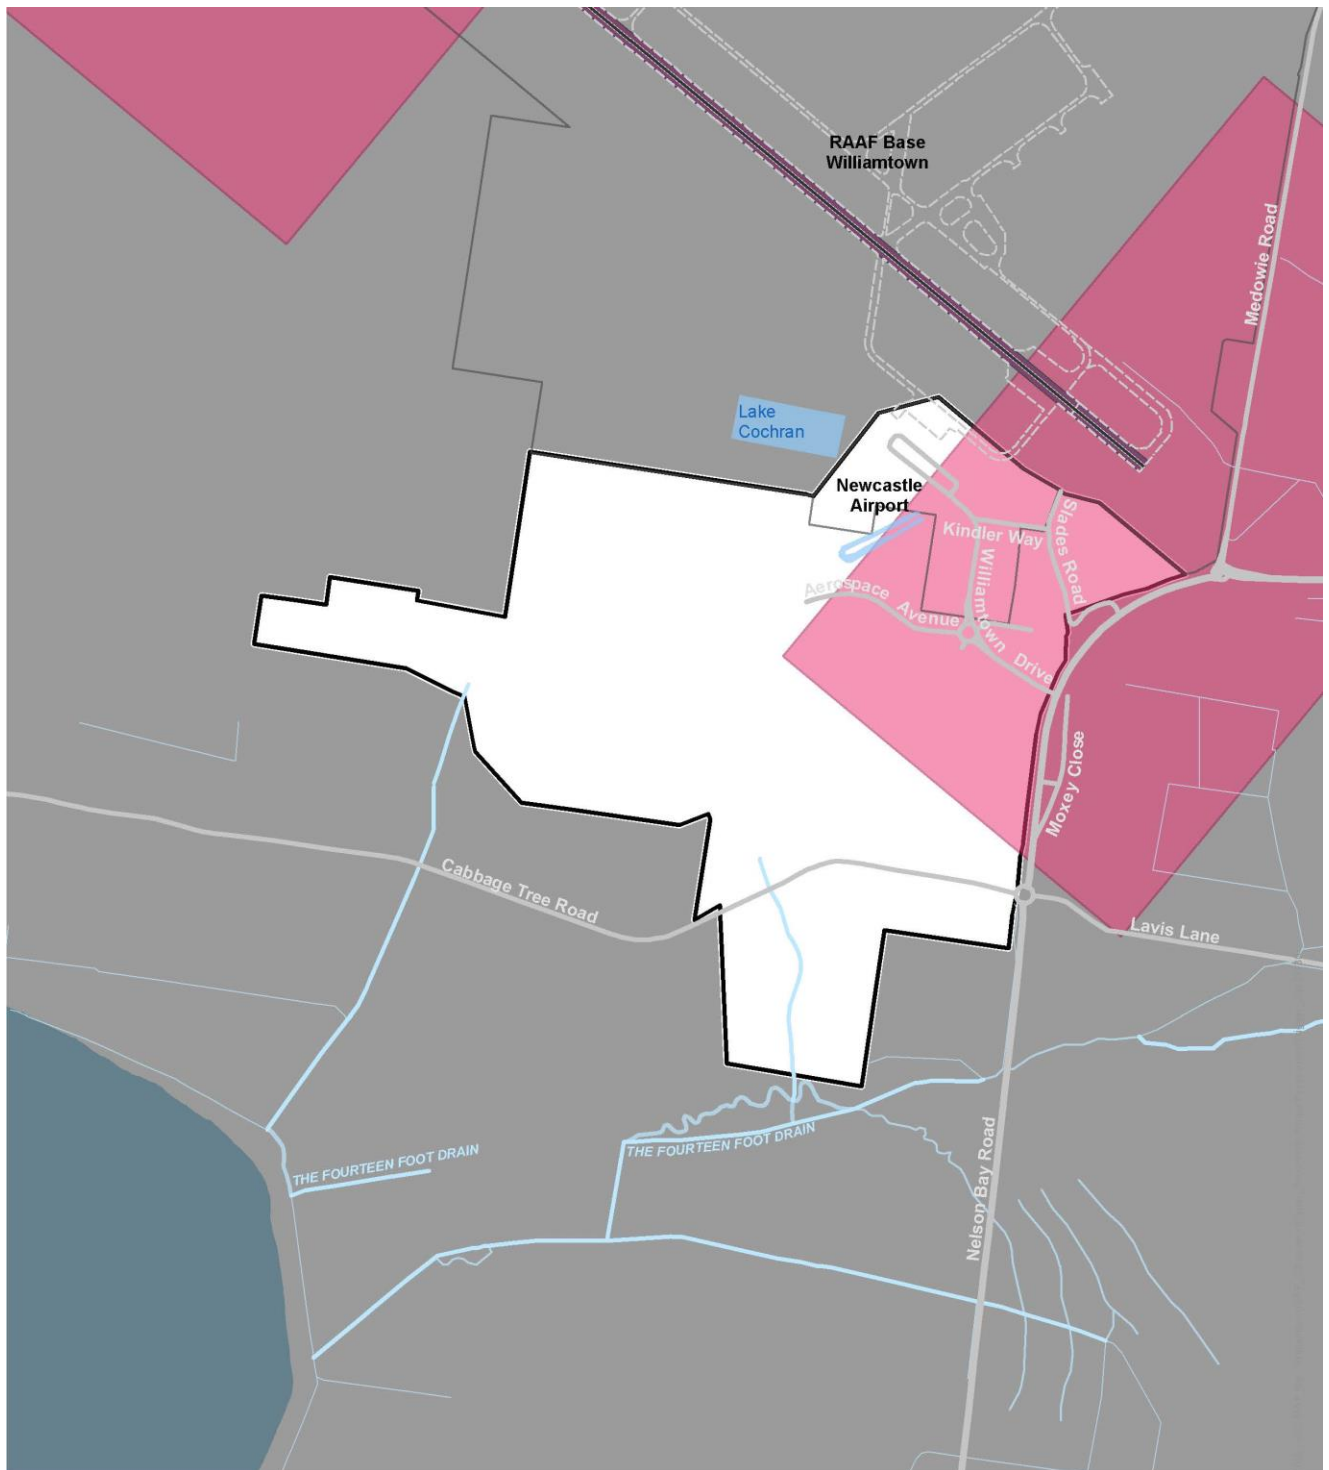 RAAF Base
Williamtown
Medowie Road
Lake
Cochran
Newcastle
Airport
Kindler Way
Slades Road
Aerospace Avenue
Williamtown Drive
Moxey Close
Cabbage Tree Road
Lavis Lane
THE FOURTEEN FOOT DRAIN
THE FOURTEEN FOOT DRAIN
Nelson Bay Road